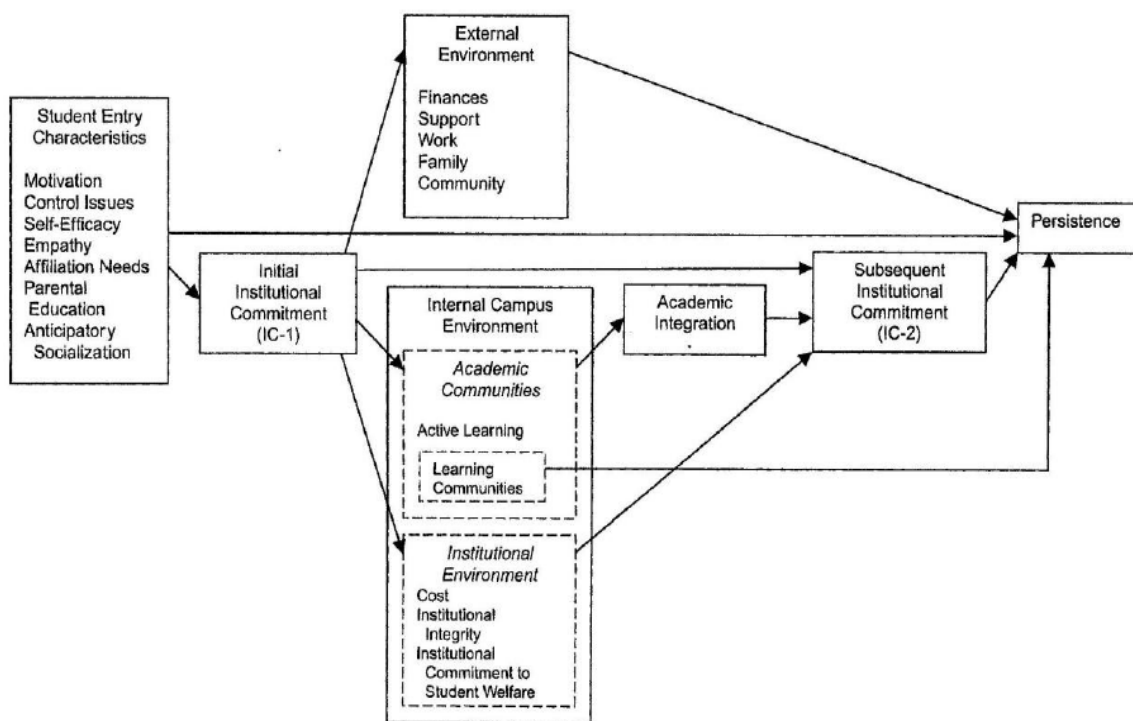 Student Entry
Characteristics
Motivation
Control Issues
Self-Efficacy
Empathy
Affiliation Needs
Parental
Education
Anticipatory
Socialization
Initial
Institutional
Commitment
(IC-1)
External
Environment
Finances
Support
Work
Family
Community
Internal Campus
Environment
Academic
Communities
Active Learning
Learning
Communities
Institutional
Environment
Cost
Institutional
Integrity
Institutional
Commitment to
Student Welfare
Academic
Integration
Subsequent
Institutional
Commitment
(IC-2)
Persistence